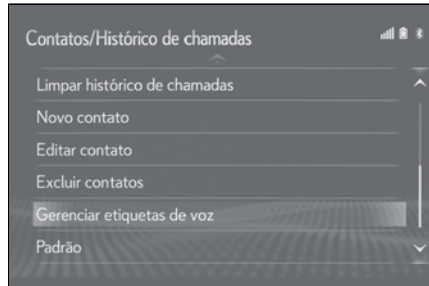 Contatos/Histórico de chamadas
Limpar histórico de chamadas
Novo contato
Editar contato
Excluir contatos
Gerenciar etiquetas de voz
Padrão